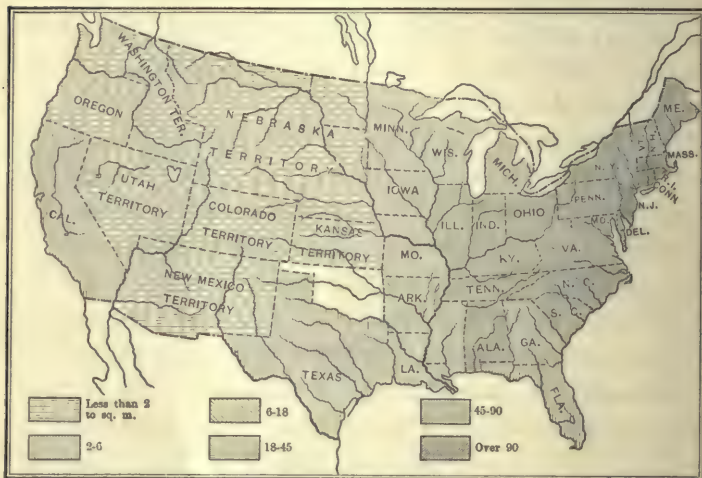 WASHINGTON TER.
OREGON
NEBRASKA
TERRITORY
MINN.
WIS.
MICH.
ME.
N.H.
MASS.
N.Y.
CONN
UTAH
TERRITORY
IOWA
PENN.
N.J.
CAL.
COLORADO
TERRITORY
KANSAS
TERRITORY
ILL.
IND.
OHIO
MD.
DEL.
MO.
KY.
VA.
NEW MEXICO
TERRITORY
ARK.
TENN.
N. C.
S. C.
TEXAS
LA.
ALA.
GA.
FLA.
Less than 2
to sq. m.
6-18
45-90
2-6
18-45
Over 90